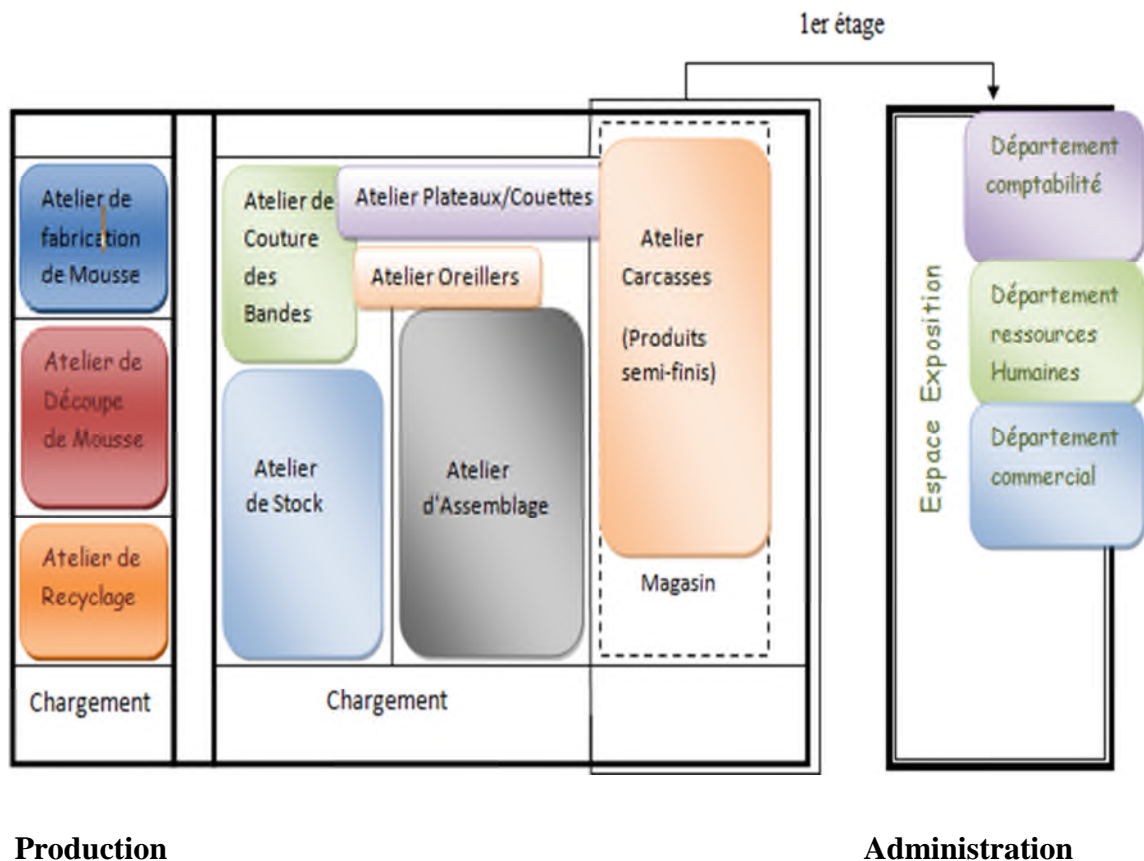 1er étage
Atelier de
fabrication
de Mousse
Atelier de
Découpe
de Mousse
Atelier de
Recyclage
Chargement
Atelier de
Couture
des
Bandes
Atelier Plateaux/Couettes
Atelier Oreillers
Atelier
de Stock
Atelier
d'Assemblage
Chargement
Atelier
Carcasses
(Produits
semi-finis)
Magasin
Espace Exposition
Département
comptabilité
Département
ressources
Humaines
Département
commercial
Production
Administration